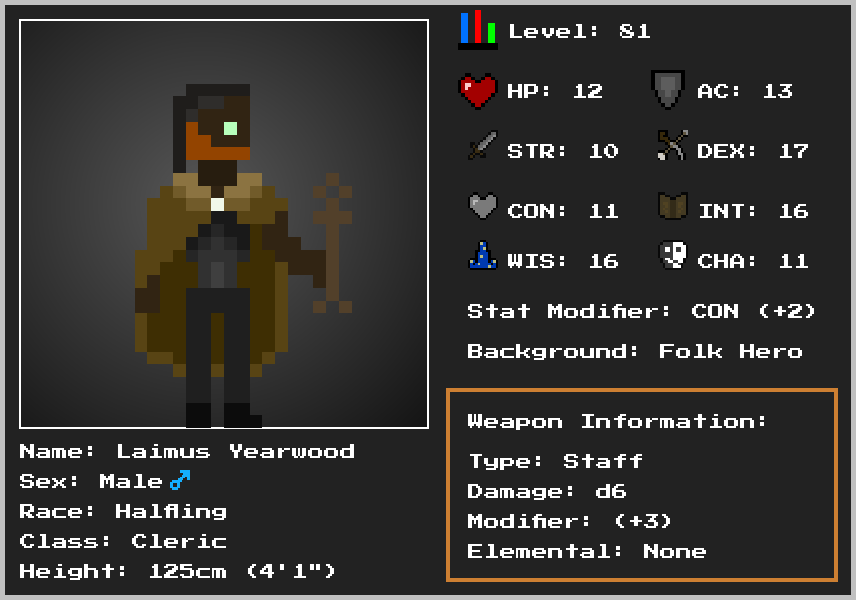 Level: 81
HP: 12
AC: 13
STR: 10
DEX: 17
CON: 11
INT: 16
WIS: 16
CHA: 11
Stat Modifier: CON (+2)
Background: Folk Hero
Weapon Information:
Type: Staff
Damage: d6
Modifier: (+3)
Elemental: None
Name: Laimus Yearwood
Sex: Male♂
Race: Halfling
Class: Cleric
Height: 125cm (4'1")